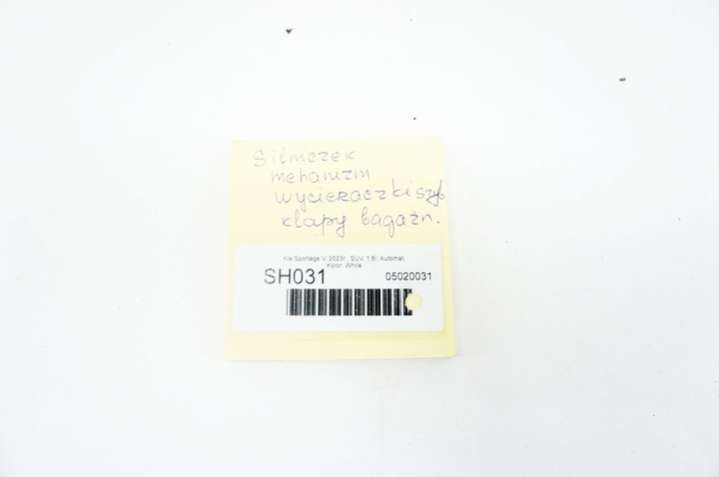 Silmczek
mehanizm
wycieraczki szyb
klapy bagażn.
Kia Sportage V, 2023r., SUV, 1.6i, Automat,
Kolor: White
SH031 05020031